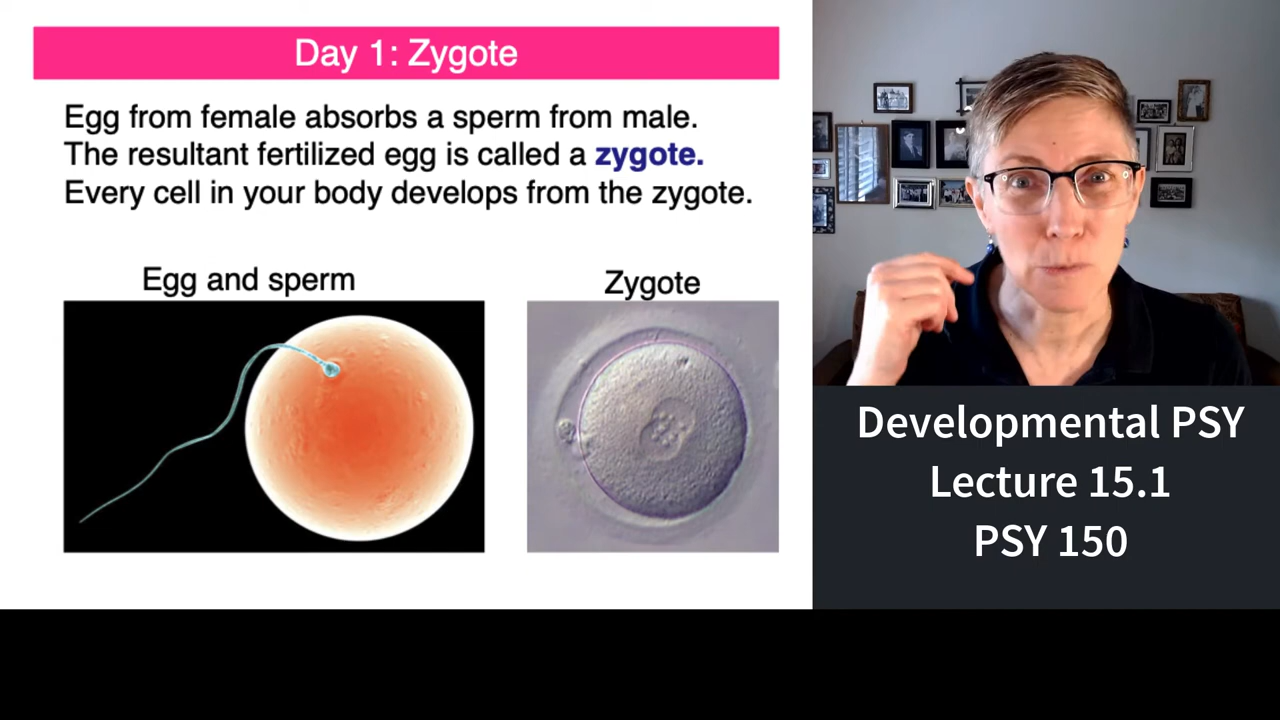 Day 1: Zygote
Egg from female absorbs a sperm from male.
The resultant fertilized egg is called a zygote.
Every cell in your body develops from the zygote.
Egg and sperm
Zygote
Developmental PSY
Lecture 15.1
PSY 150